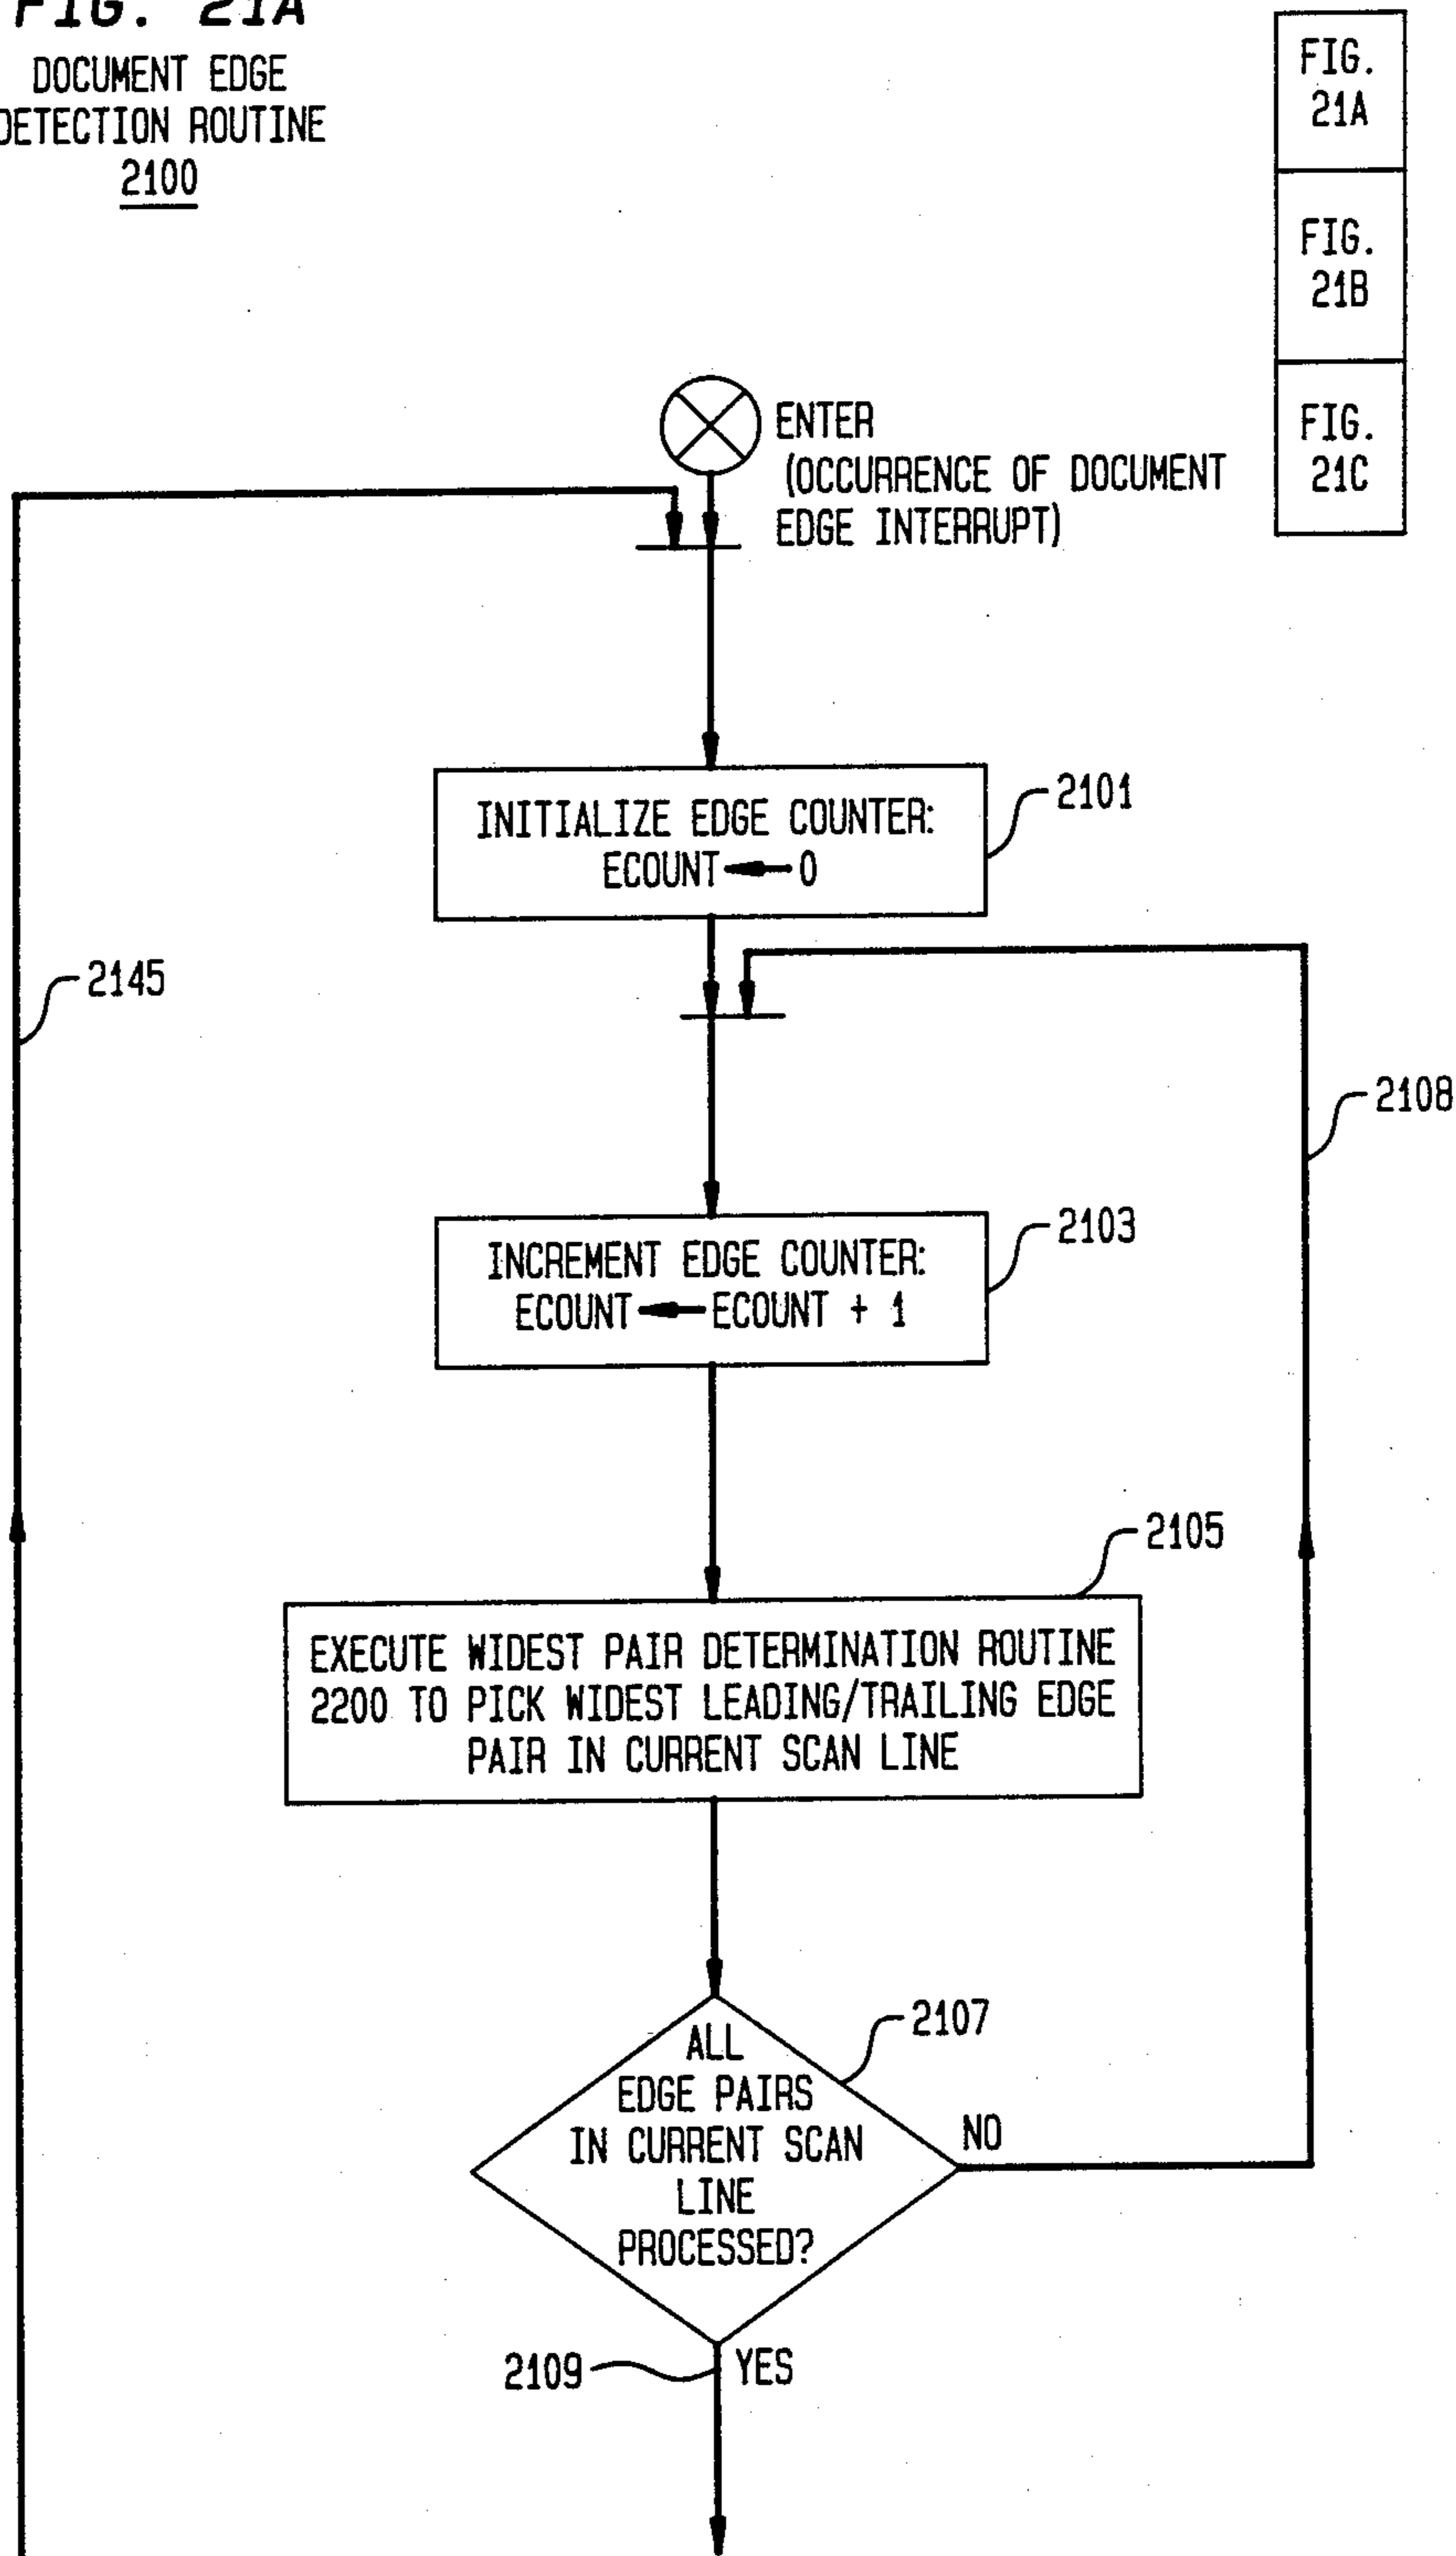 FIG. 21A
DOCUMENT EDGE
DETECTION ROUTINE
2100
FIG.
21A
FIG.
21B
FIG.
21C
ENTER
(OCCURRENCE OF DOCUMENT
EDGE INTERRUPT)
INITIALIZE EDGE COUNTER:
ECOUNT ← 0
2101
2145
2108
INCREMENT EDGE COUNTER:
ECOUNT ← ECOUNT + 1
2103
2105
EXECUTE WIDEST PAIR DETERMINATION ROUTINE
2200 TO PICK WIDEST LEADING/TRAILING EDGE
PAIR IN CURRENT SCAN LINE
2107
ALL
EDGE PAIRS
IN CURRENT SCAN
LINE
PROCESSED?
NO
2109
YES